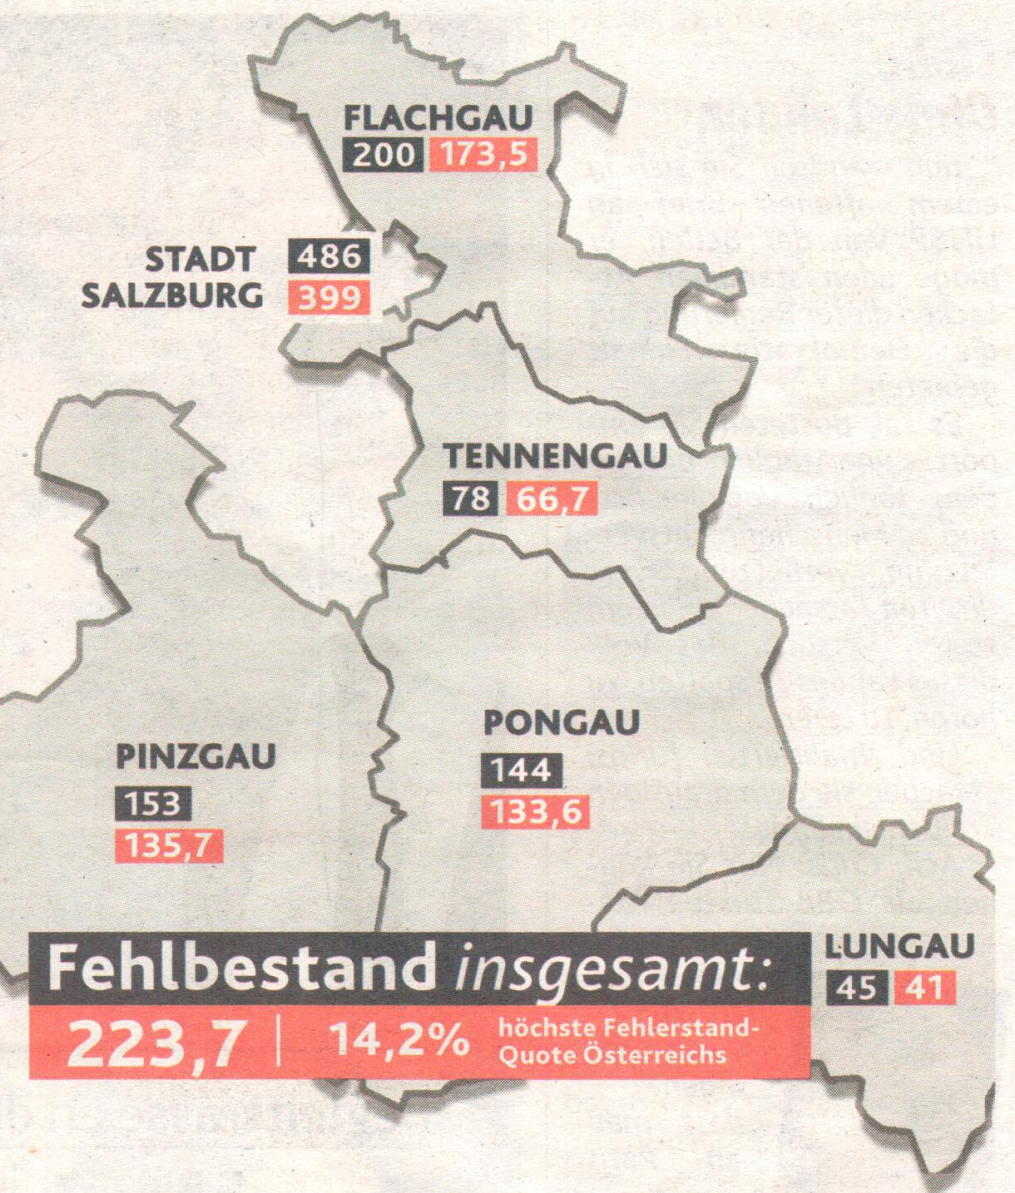 FLACHGAU
200 173,5
STADT 486
SALZBURG 399
TENNENGAU
78 66,7
PONGAU
144
133,6
PINZGAU
153
135,7
LUNGAU
45 41
Fehlbestand insgesamt:
223,7 | 14,2% höchste Fehlerstand-
Quote Österreichs